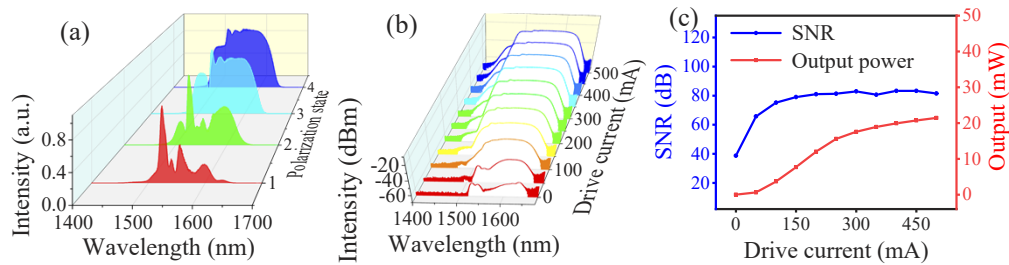 (a)
Intensity (a.u.)
0.8
0.4
0.0
1400 1500 1600 1700
Wavelength (nm)
1
2
3
4
Polarization state
(b)
Intensity (dBm)
-20
-40
-60
1400 1500 1600
Wavelength (nm)
0
100
200
300
400
500
Drive current (mA)
(c)
SNR
Output power
SNR (dB)
120
100
80
60
40
20
0 150 300 450
Drive current (mA)
50
40
30
20
10
0
Output (mW)